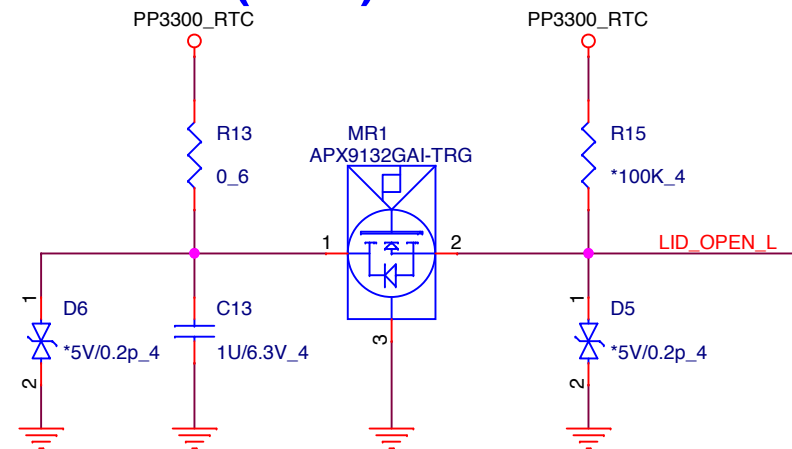 PP3300_RTC
PP3300_RTC
R13
0_6
MR1
APX9132GAI-TRG
R15
*100K_4
1
2
LID_OPEN_L
1
D6
*5V/0.2p_4
2
C13
1U/6.3V_4
3
1
D5
*5V/0.2p_4
2